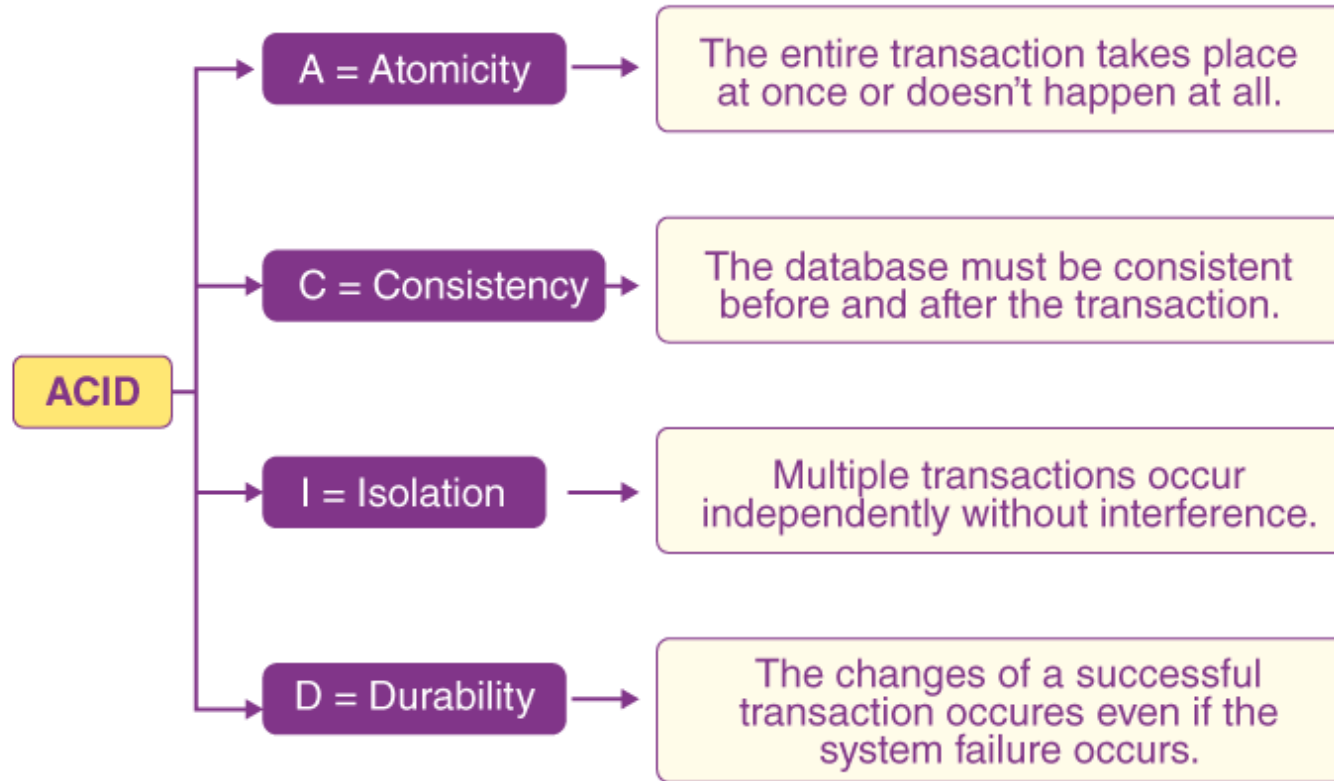 A = Atomicity
The entire transaction takes place
at once or doesn't happen at all.
C = Consistency
The database must be consistent
before and after the transaction.
ACID
I = Isolation
Multiple transactions occur
independently without interference.
D = Durability
The changes of a successful
transaction occures even if the
system failure occurs.